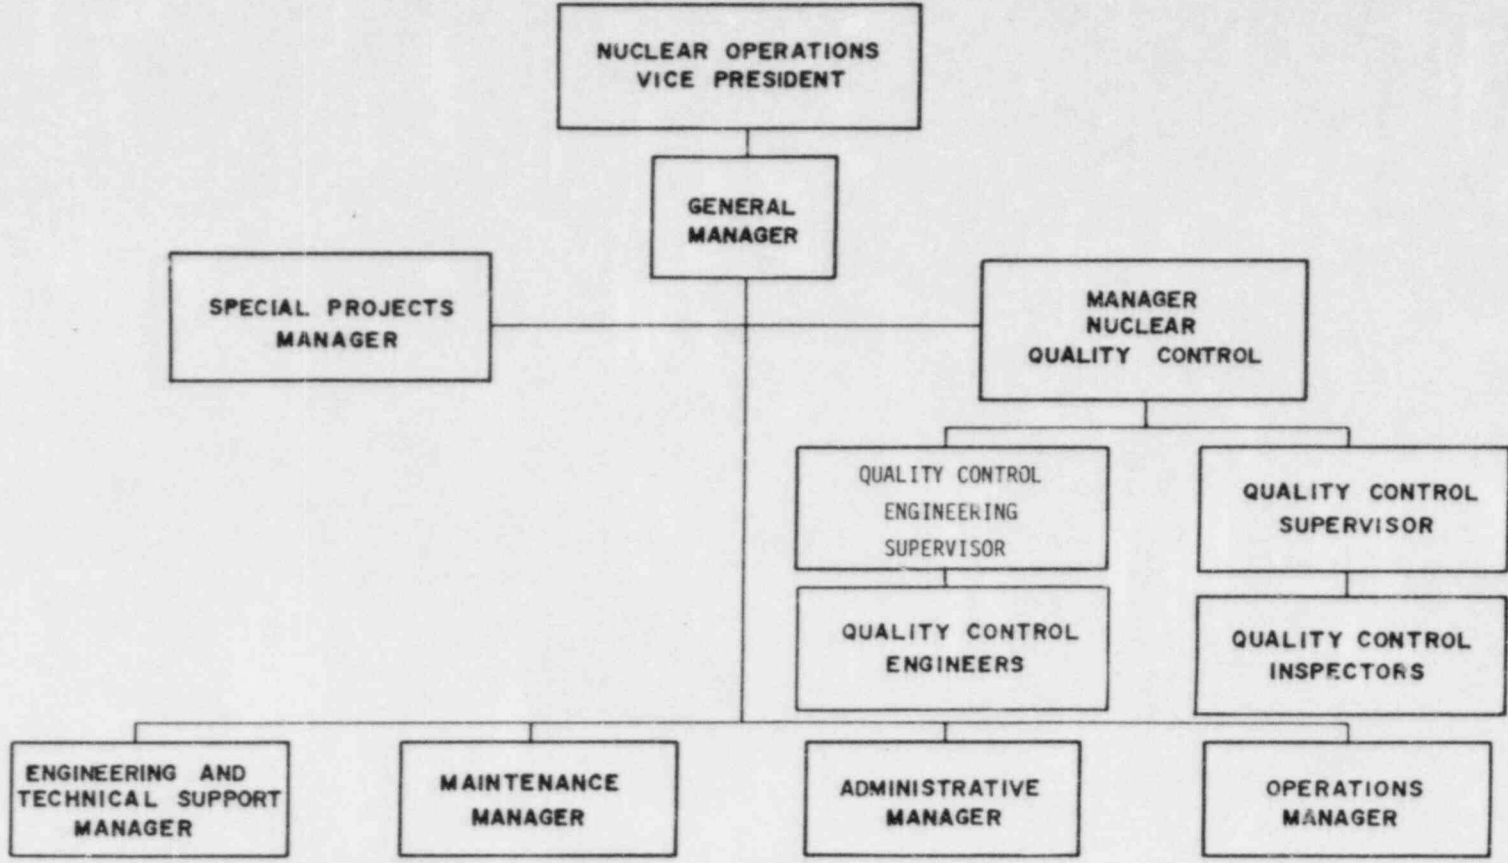 NUCLEAR OPERATIONS
VICE PRESIDENT
GENERAL
MANAGER
SPECIAL PROJECTS
MANAGER
MANAGER
NUCLEAR
QUALITY CONTROL
QUALITY CONTROL
ENGINEERING
SUPERVISOR
QUALITY CONTROL
SUPERVISOR
QUALITY CONTROL
ENGINEERS
QUALITY CONTROL
INSPECTORS
ENGINEERING AND
TECHNICAL SUPPORT
MANAGER
MAINTENANCE
MANAGER
ADMINISTRATIVE
MANAGER
OPERATIONS
MANAGER